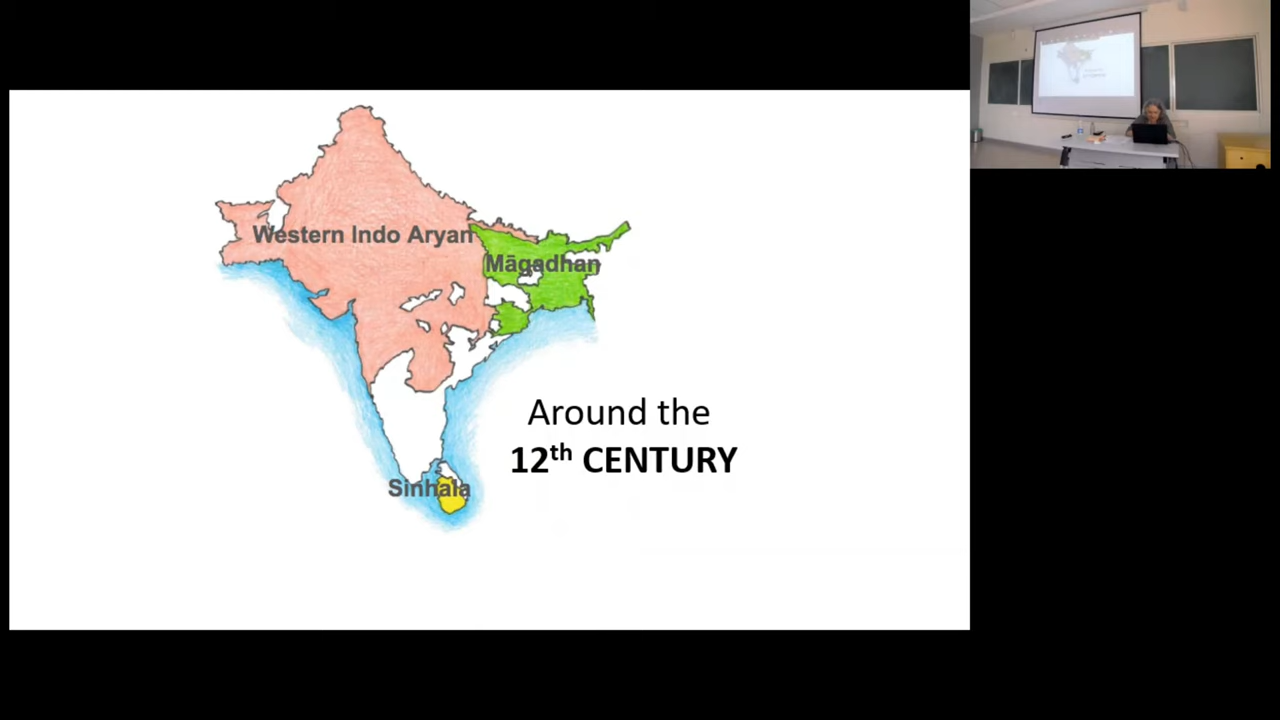 Western Indo Aryan
Māgadhan
Around the
12th CENTURY
Sinhala